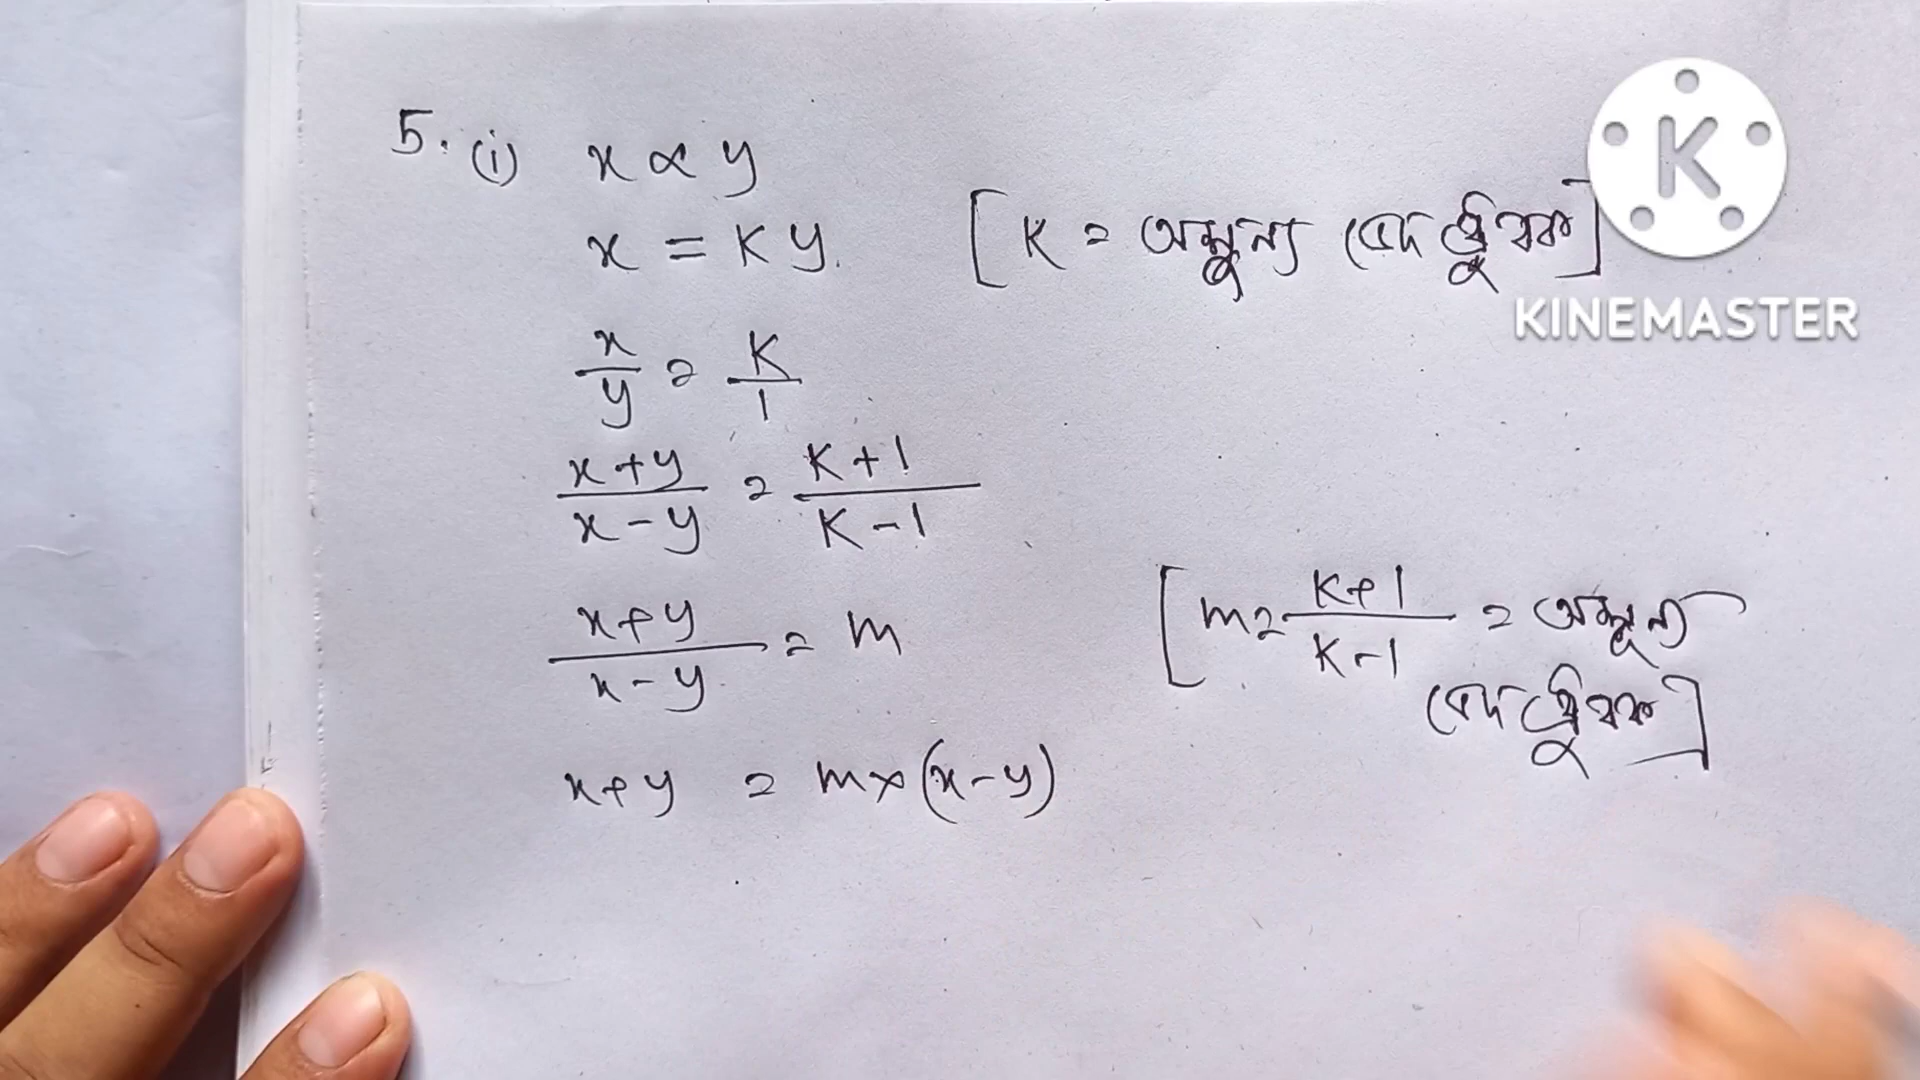 5. (i) x ∝ y
x = Ky. [K = অশূন্য ভেদ ধ্রুবক]
x/y = K/1
(x+y)/(x-y) = (K+1)/(K-1)
(x+y)/(x-y) = m [m = (K+1)/(K-1) = অশূন্য
ভেদ ধ্রুবক]
x+y = m×(x-y)
K
KINEMASTER